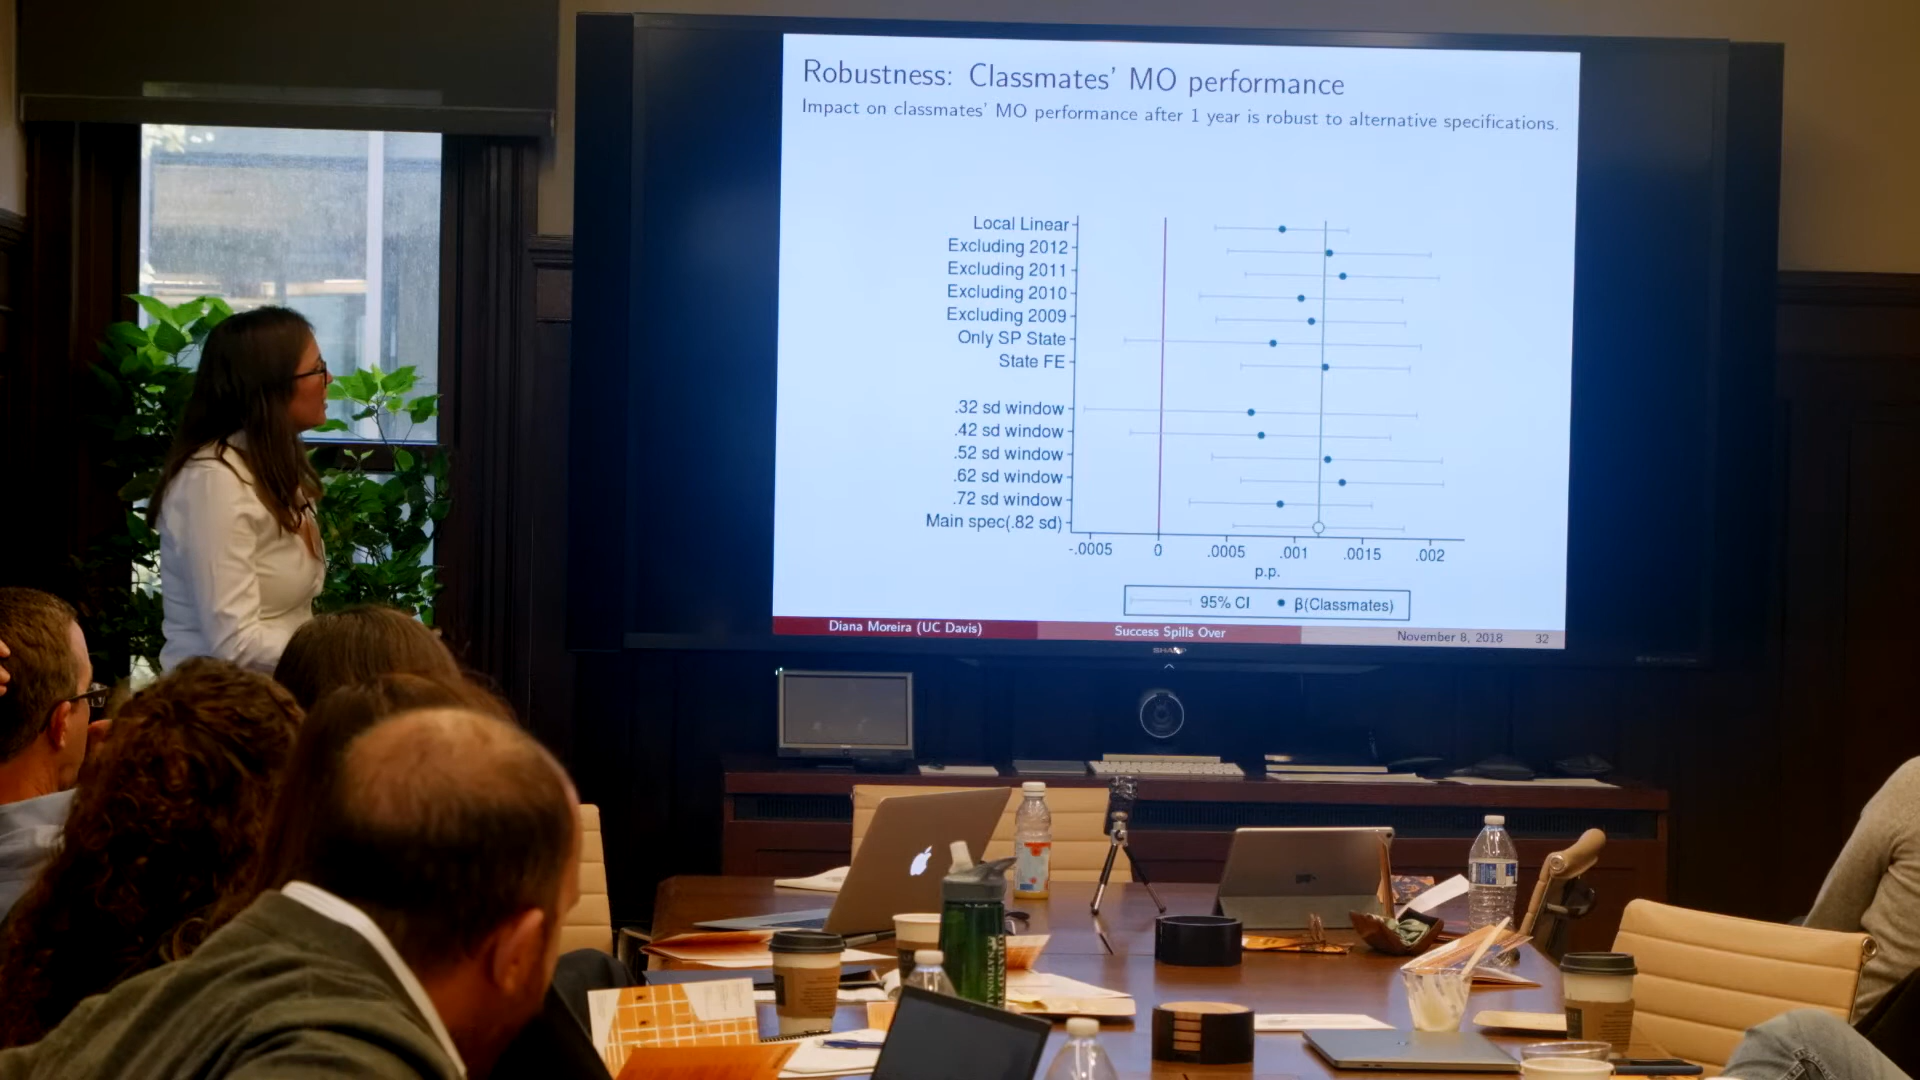 Robustness: Classmates' MO performance
Impact on classmates' MO performance after 1 year is robust to alternative specifications.
Local Linear
Excluding 2012
Excluding 2011
Excluding 2010
Excluding 2009
Only SP State
State FE
.32 sd window
.42 sd window
.52 sd window
.62 sd window
.72 sd window
Main spec(.82 sd)
-.0005 0 .0005 .001 .0015 .002
p.p.
95% CI β(Classmates)
Diana Moreira (UC Davis) Success Spills Over November 8, 2018 32
SHARP